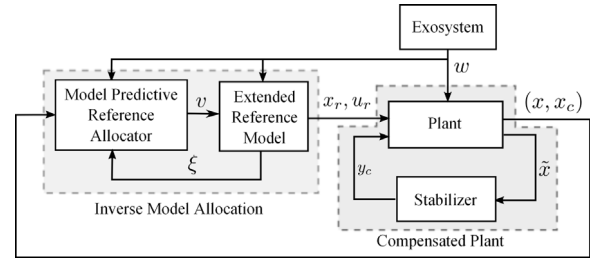 Exosystem
w
Model Predictive
Reference
Allocator
v
Extended
Reference
Model
x_r, u_r
Plant
(x, x_c)
ξ
y_c
x̃
Stabilizer
Inverse Model Allocation
Compensated Plant